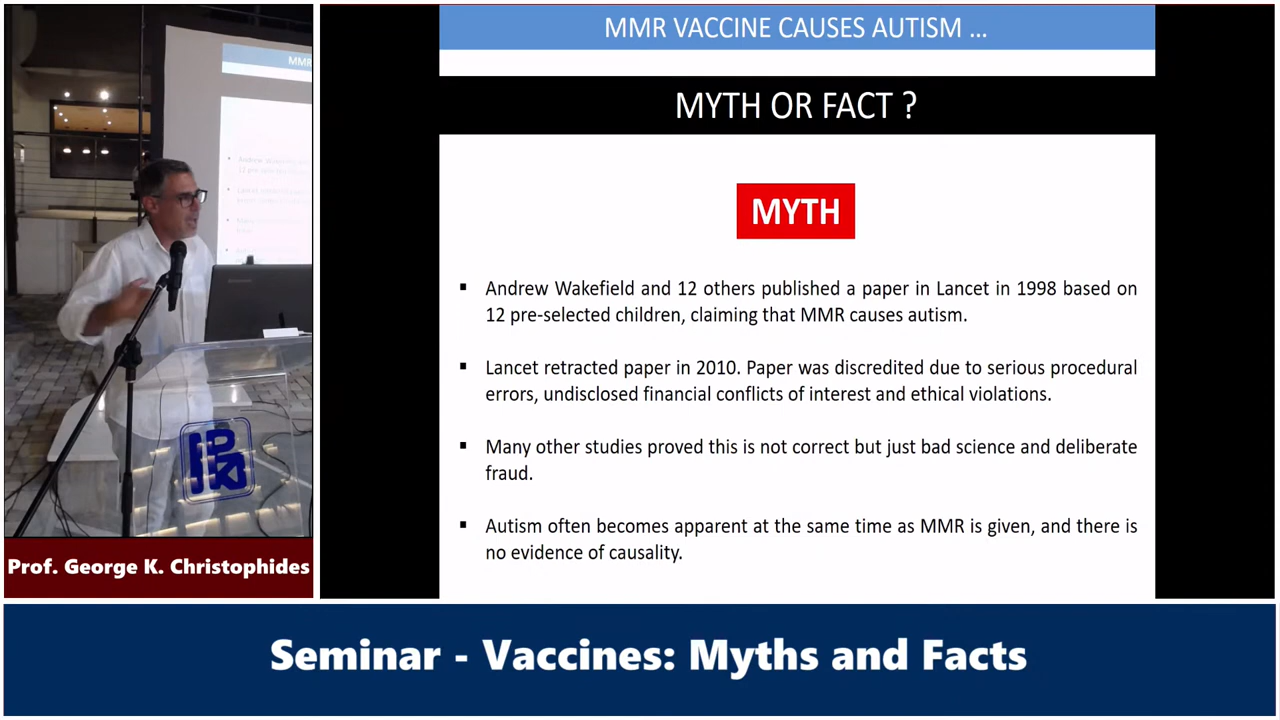 MMR VACCINE CAUSES AUTISM ...
MYTH OR FACT ?
MYTH
▪ Andrew Wakefield and 12 others published a paper in Lancet in 1998 based on
12 pre-selected children, claiming that MMR causes autism.
▪ Lancet retracted paper in 2010. Paper was discredited due to serious procedural
errors, undisclosed financial conflicts of interest and ethical violations.
▪ Many other studies proved this is not correct but just bad science and deliberate
fraud.
▪ Autism often becomes apparent at the same time as MMR is given, and there is
no evidence of causality.
MMR
Prof. George K. Christophides
Seminar - Vaccines: Myths and Facts